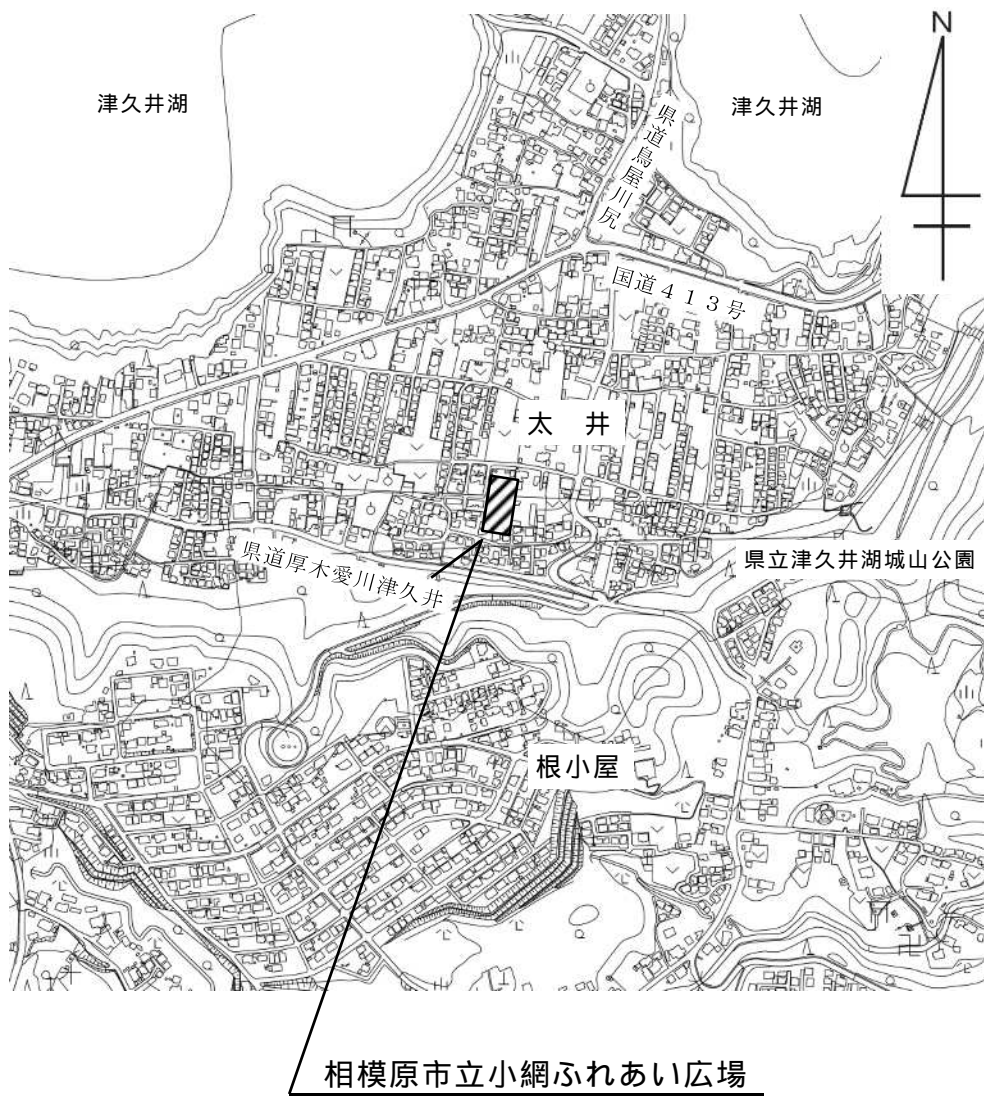 N
津久井湖
津久井湖
県道鳥屋川尻
国道413号
太 井
県道厚木愛川津久井
県立津久井湖城山公園
根小屋
相模原市立小網ふれあい広場